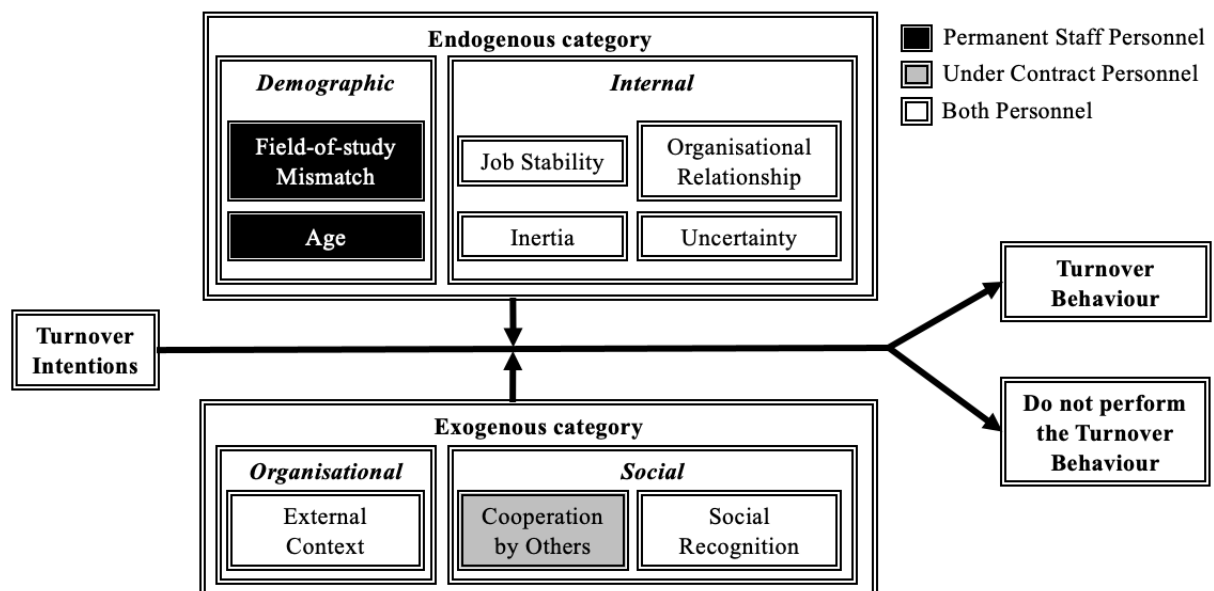 Endogenous category
Demographic
Internal
Field-of-study
Mismatch
Job Stability
Organisational
Relationship
Age
Inertia
Uncertainty
Permanent Staff Personnel
Under Contract Personnel
Both Personnel
Turnover
Intentions
Turnover
Behaviour
Do not perform
the Turnover
Behaviour
Exogenous category
Organisational
Social
External
Context
Cooperation
by Others
Social
Recognition